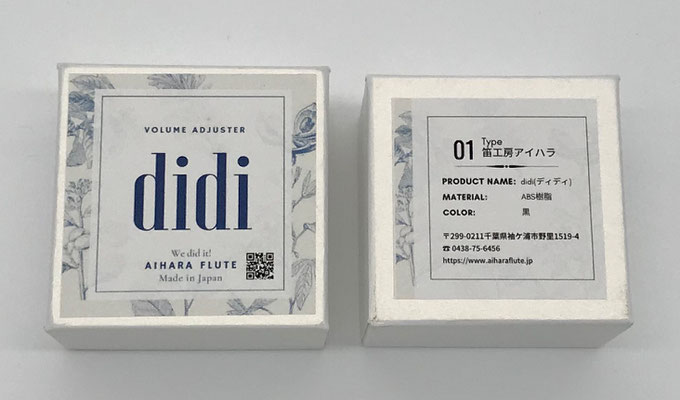 VOLUME ADJUSTER
didi
We did it!
AIHARA FLUTE
Made in Japan
01 Type
笛工房アイハラ
PRODUCT NAME: didi(ディディ)
MATERIAL: ABS樹脂
COLOR: 黒
〒299-0211千葉県袖ケ浦市野里1519-4
☎0438-75-6456
https://www.aiharaflute.jp